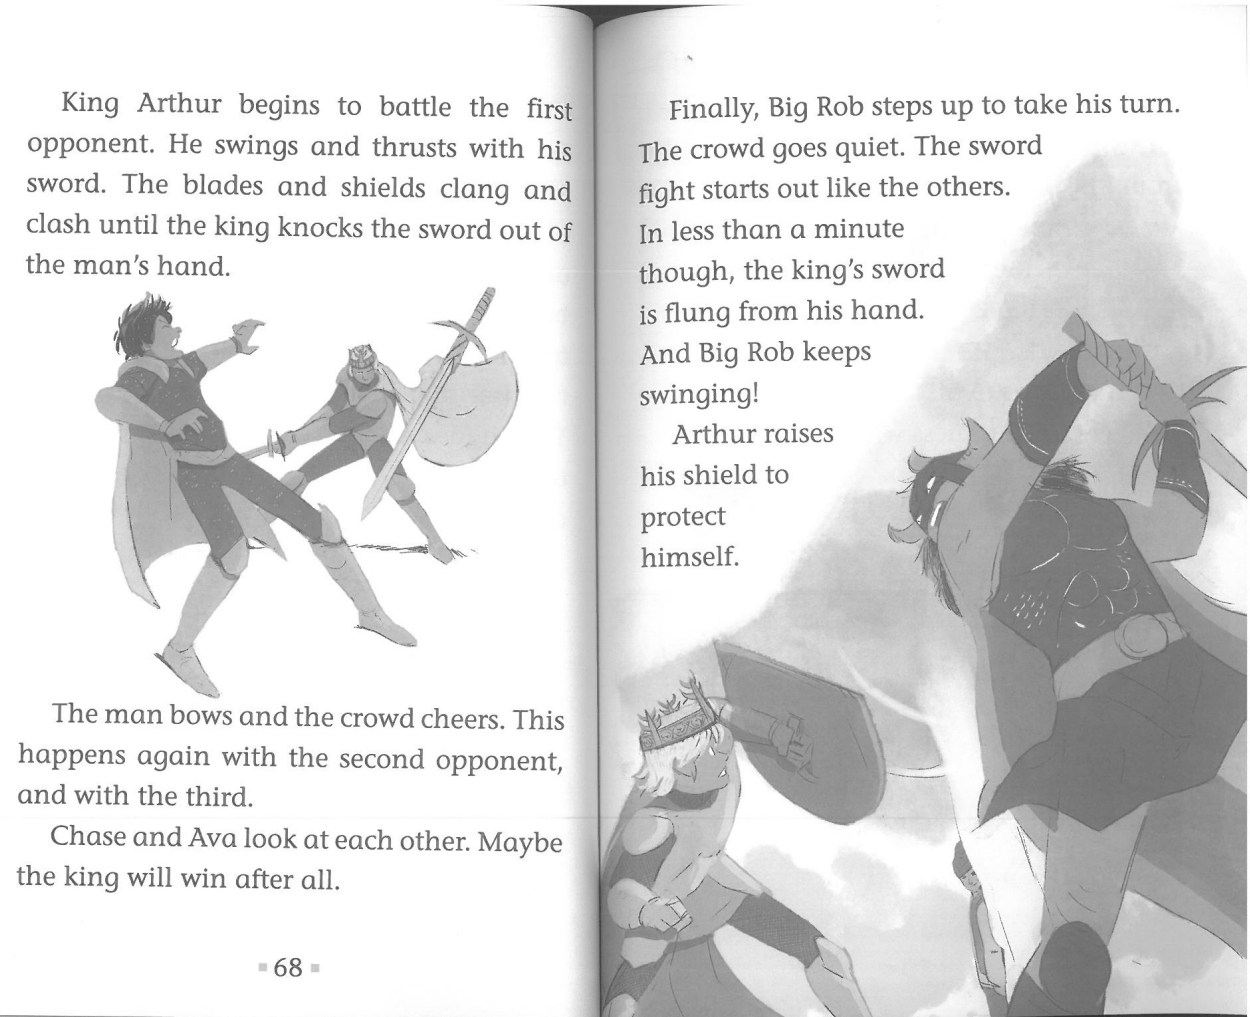 King Arthur begins to battle the first
opponent. He swings and thrusts with his
sword. The blades and shields clang and
clash until the king knocks the sword out of
the man's hand.
The man bows and the crowd cheers. This
happens again with the second opponent,
and with the third.
Chase and Ava look at each other. Maybe
the king will win after all.
68
Finally, Big Rob steps up to take his turn.
The crowd goes quiet. The sword
fight starts out like the others.
In less than a minute
though, the king's sword
is flung from his hand.
And Big Rob keeps
swinging!
Arthur raises
his shield to
protect
himself.